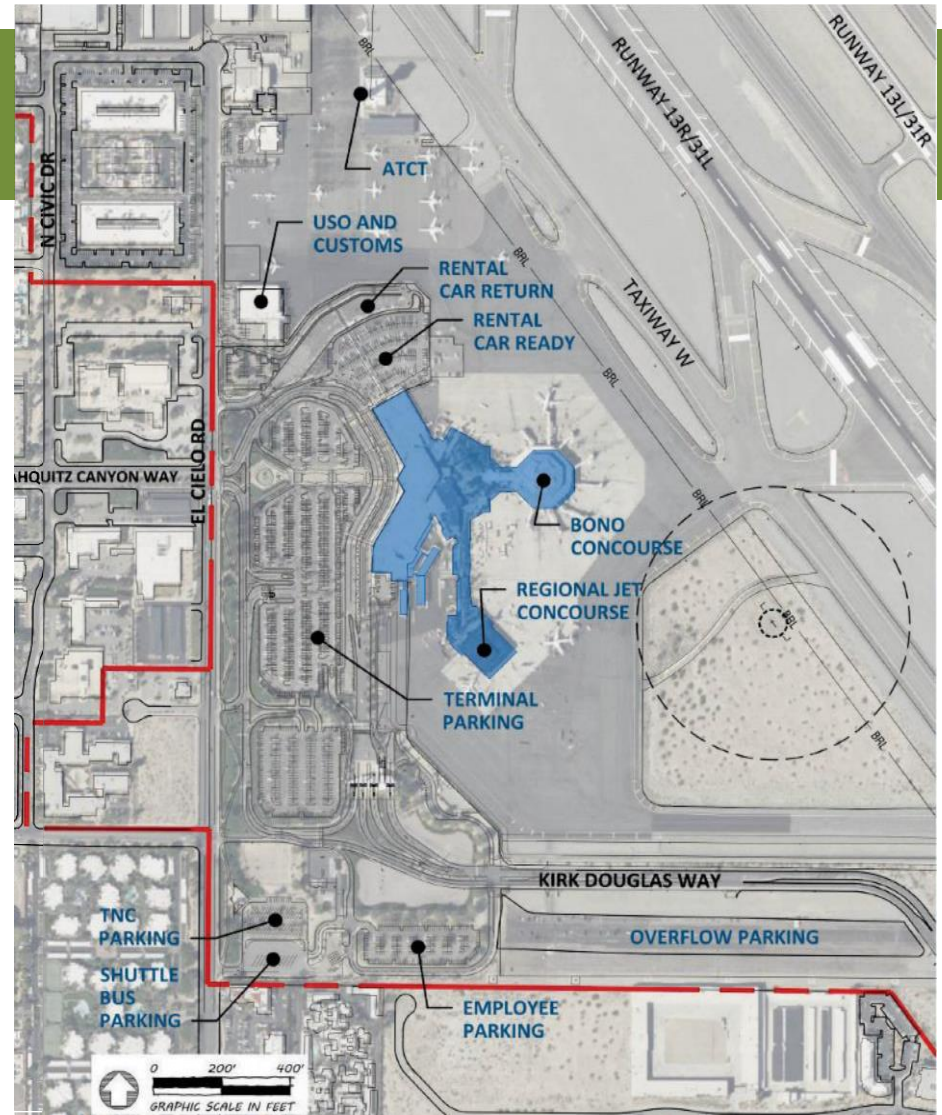 RUNWAY 13L/31R
RUNWAY 13R/31L
BRL
ATCT
N CIVIC DR
USO AND
CUSTOMS
BRL
RENTAL
CAR RETURN
TAXIWAY W
RENTAL
CAR READY
BRL
EL CIELO RD
AHQUITZ CANYON WAY
BRL
BONO
CONCOURSE
REGIONAL JET
CONCOURSE
BRL
TERMINAL
PARKING
BRL
KIRK DOUGLAS WAY
TNC
PARKING
OVERFLOW PARKING
SHUTTLE
BUS
PARKING
EMPLOYEE
PARKING
0 200' 400'
GRAPHIC SCALE IN FEET